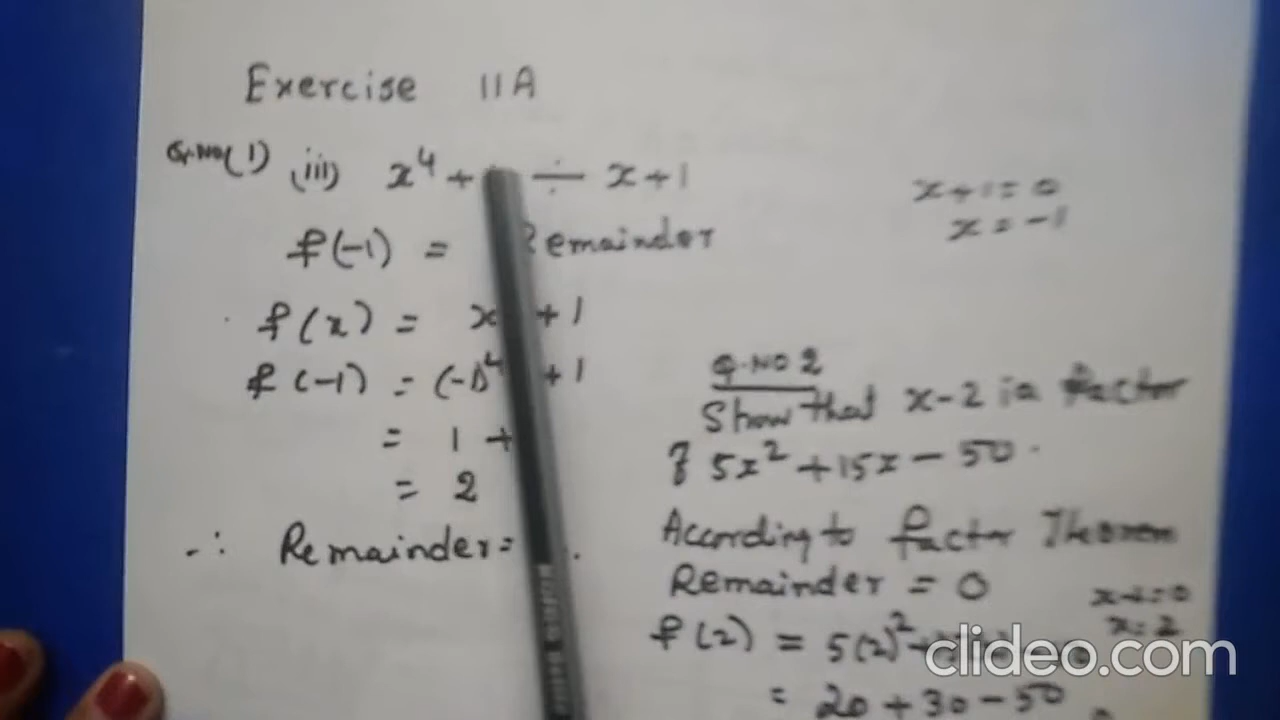 Exercise 11A
Q.No(1) (iii) x⁴ + ÷ x+1
x+1=0
x=-1
f(-1) = Remainder
f(x) = x + 1
f(-1) = (-1)⁴ + 1
= 1 +
= 2
∴ Remainder =
Q.NO 2
Show that x-2 is factor
of 5x² + 15x - 50.
According to factor Theorem
Remainder = 0
x=2
f(2) = 5(2)² +
= 20 + 30 - 50
clideo.com